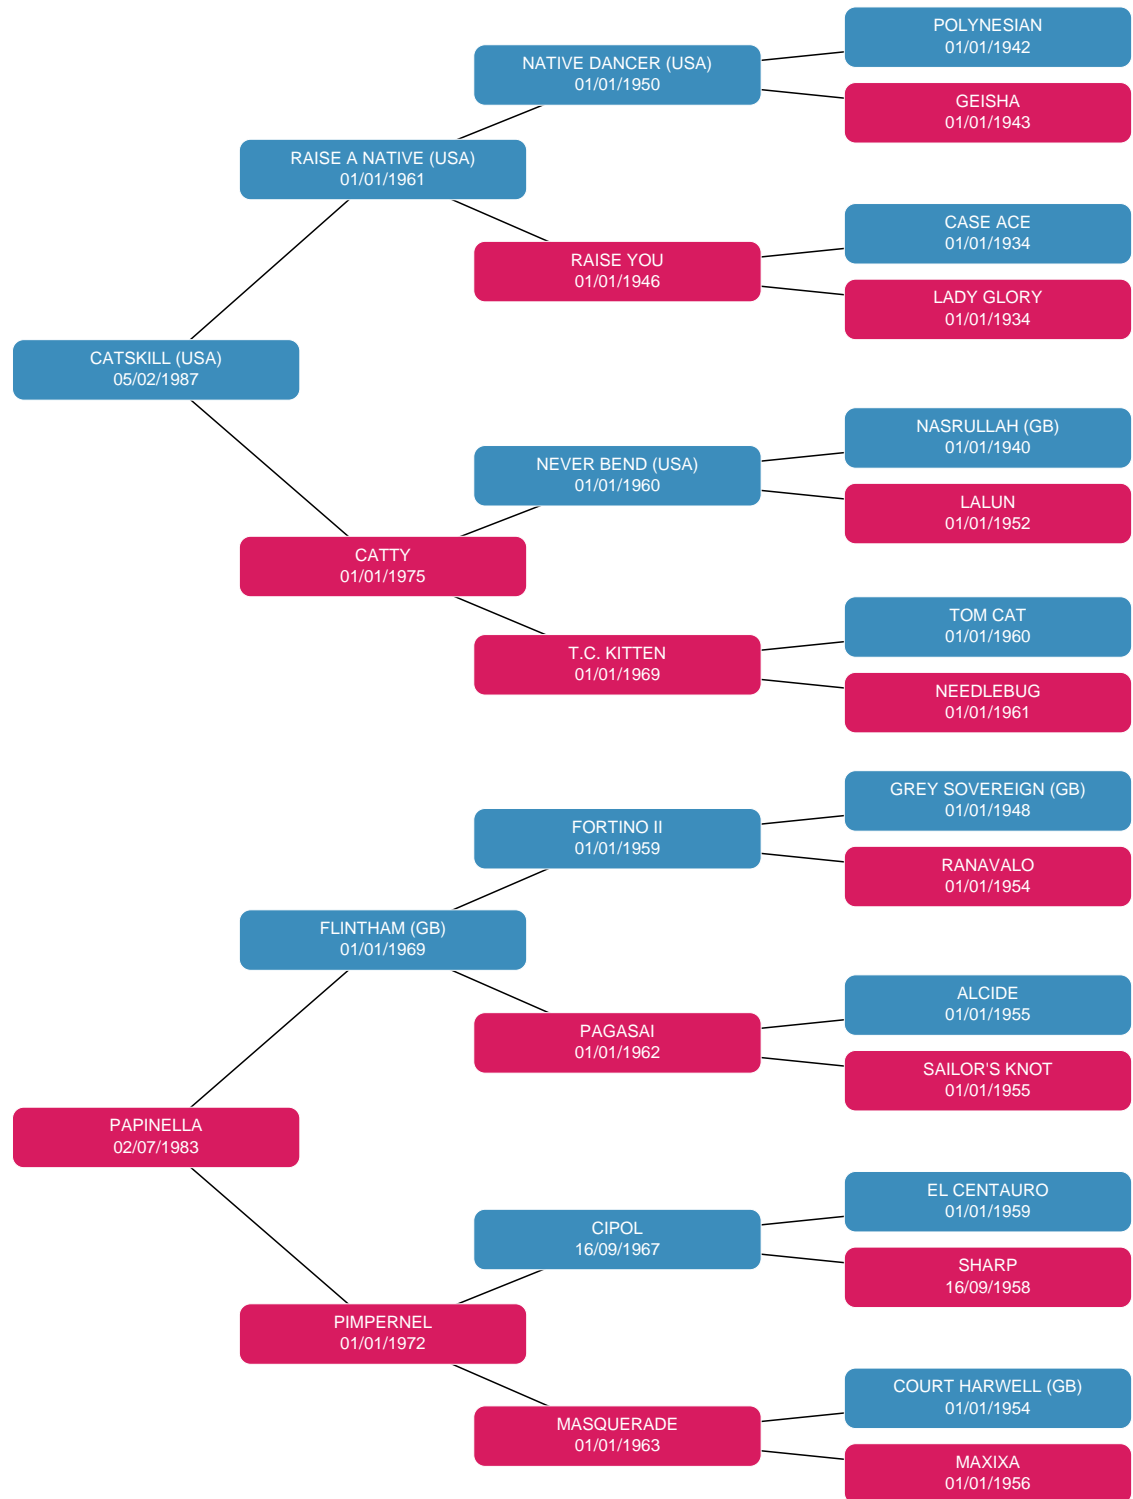 POLYNESIAN
01/01/1942
NATIVE DANCER (USA)
01/01/1950
GEISHA
01/01/1943
RAISE A NATIVE (USA)
01/01/1961
CASE ACE
01/01/1934
RAISE YOU
01/01/1946
LADY GLORY
01/01/1934
CATSKILL (USA)
05/02/1987
NASRULLAH (GB)
01/01/1940
NEVER BEND (USA)
01/01/1960
LALUN
01/01/1952
CATTY
01/01/1975
TOM CAT
01/01/1960
T.C. KITTEN
01/01/1969
NEEDLEBUG
01/01/1961
GREY SOVEREIGN (GB)
01/01/1948
FORTINO II
01/01/1959
RANAVALO
01/01/1954
FLINTHAM (GB)
01/01/1969
ALCIDE
01/01/1955
PAGASAI
01/01/1962
SAILOR'S KNOT
01/01/1955
PAPINELLA
02/07/1983
EL CENTAURO
01/01/1959
CIPOL
16/09/1967
SHARP
16/09/1958
PIMPERNEL
01/01/1972
COURT HARWELL (GB)
01/01/1954
MASQUERADE
01/01/1963
MAXIXA
01/01/1956